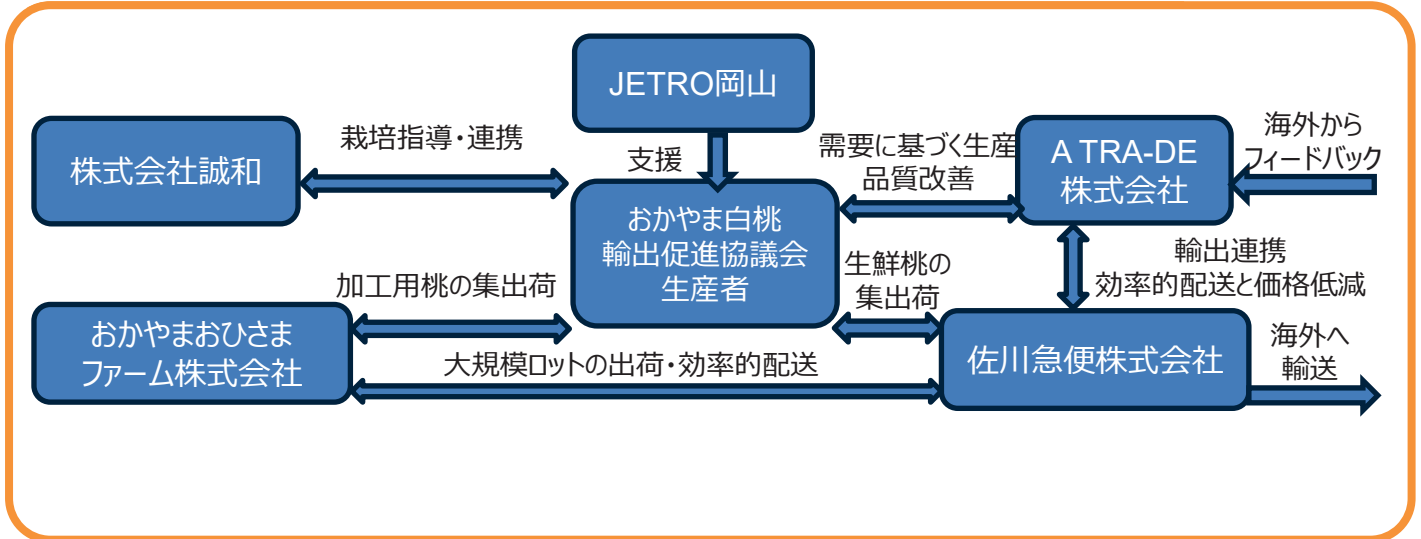 JETRO岡山
株式会社誠和
栽培指導・連携
支援
需要に基づく生産
品質改善
A TRA-DE
株式会社
海外から
フィードバック
おかやま白桃
輸出促進協議会
生産者
加工用桃の集出荷
生鮮桃の
集出荷
輸出連携
効率的配送と価格低減
おかやまおひさま
ファーム株式会社
大規模ロットの出荷・効率的配送
佐川急便株式会社
海外へ
輸送